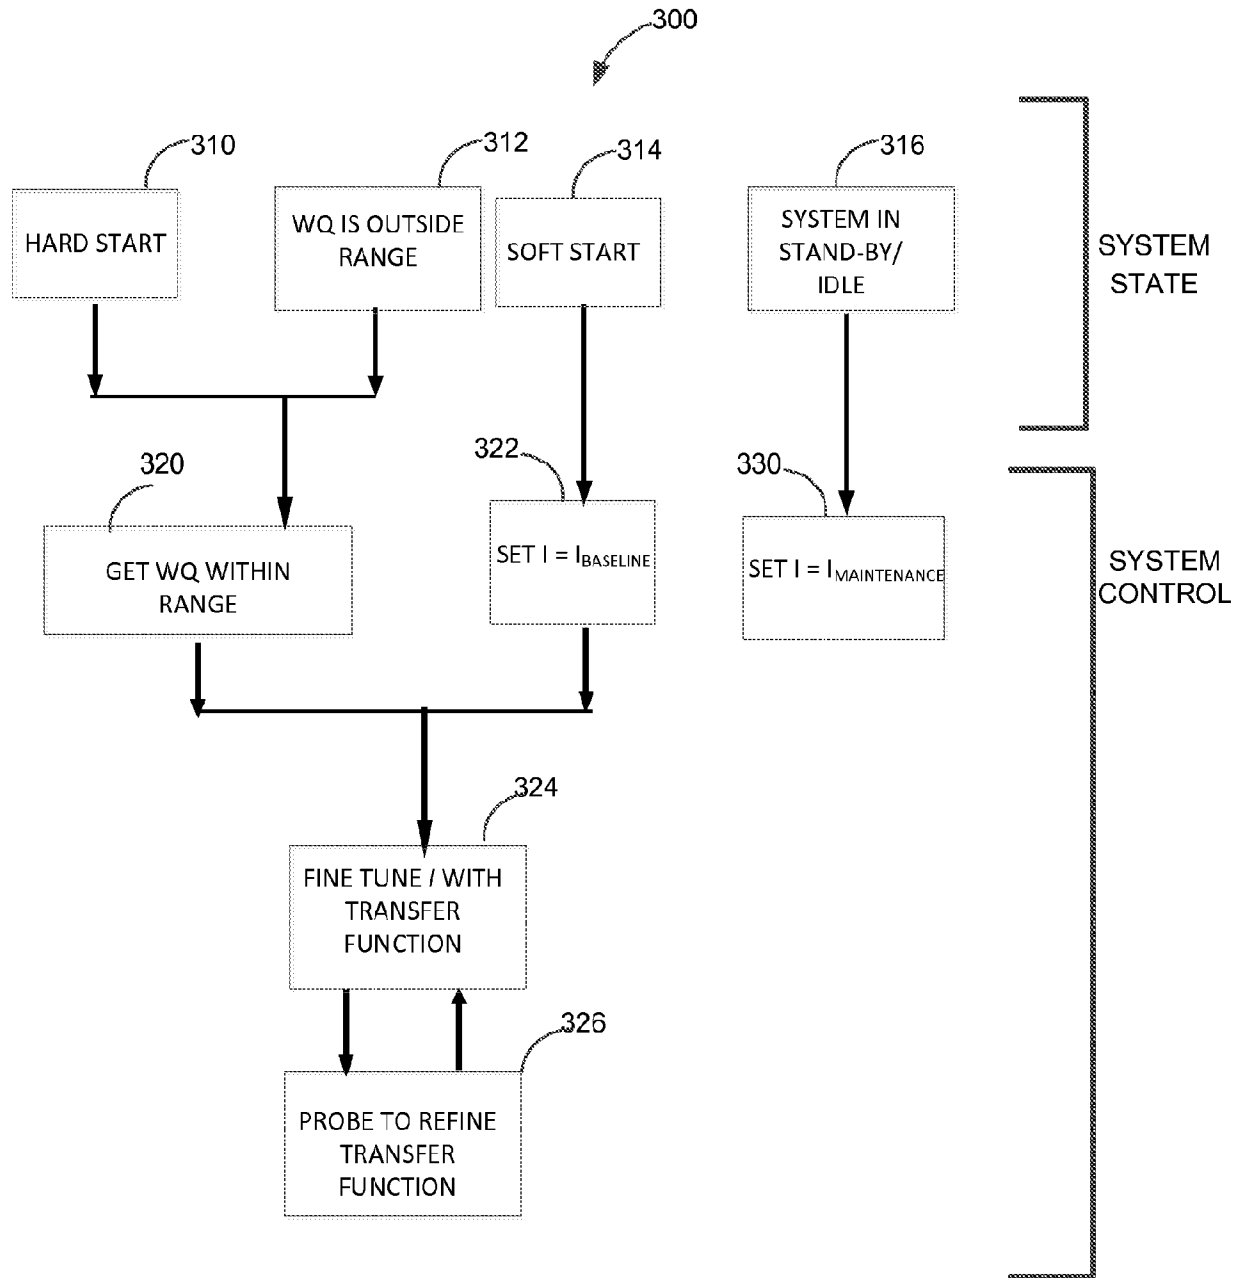 300
310
312
314
316
HARD START
WQ IS OUTSIDE
RANGE
SOFT START
SYSTEM IN
STAND-BY/
IDLE
SYSTEM
STATE
320
322
330
GET WQ WITHIN
RANGE
SET I = IBASELINE
SET I = IMAINTENANCE
SYSTEM
CONTROL
324
FINE TUNE I WITH
TRANSFER
FUNCTION
326
PROBE TO REFINE
TRANSFER
FUNCTION